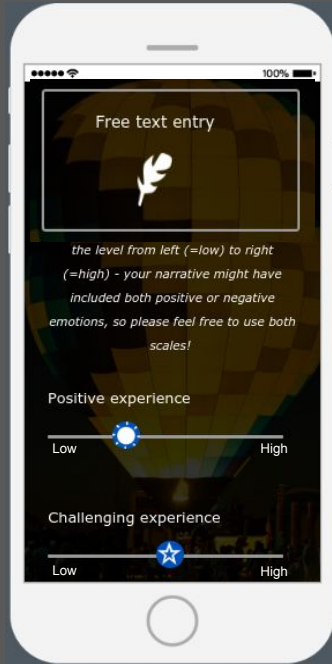 100%
Free text entry
the level from left (=low) to right
(=high) - your narrative might have
included both positive or negative
emotions, so please feel free to use both
scales!
Positive experience
Low High
Challenging experience
Low High